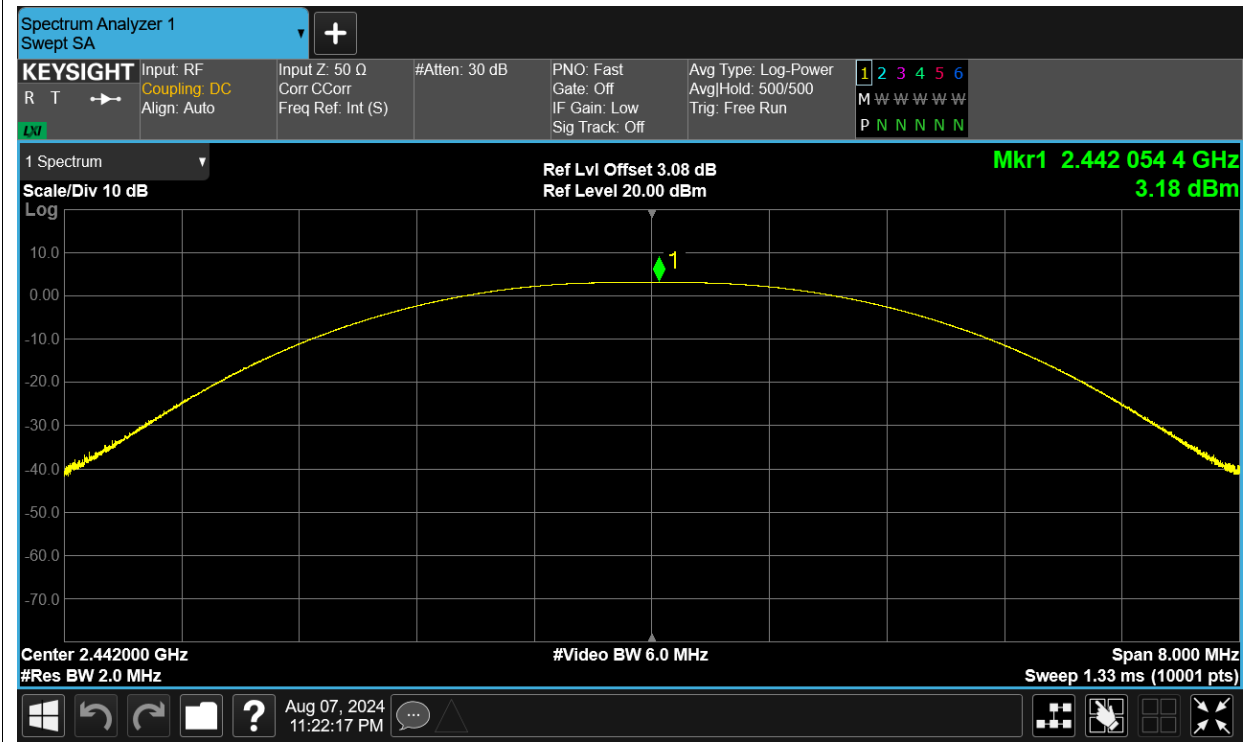 Spectrum Analyzer 1
Swept SA
+
KEYSIGHT
R T
LXI
Input: RF
Coupling: DC
Align: Auto
Input Z: 50 Ω
Corr CCorr
Freq Ref: Int (S)
#Atten: 30 dB
PNO: Fast
Gate: Off
IF Gain: Low
Sig Track: Off
Avg Type: Log-Power
Avg|Hold: 500/500
Trig: Free Run
1 2 3 4 5 6
M W W W W W
P N N N N N
1 Spectrum
Scale/Div 10 dB
Log
Ref Lvl Offset 3.08 dB
Ref Level 20.00 dBm
Mkr1 2.442 054 4 GHz
3.18 dBm
1
10.0
0.00
-10.0
-20.0
-30.0
-40.0
-50.0
-60.0
-70.0
Center 2.442000 GHz
#Res BW 2.0 MHz
#Video BW 6.0 MHz
Span 8.000 MHz
Sweep 1.33 ms (10001 pts)
?
Aug 07, 2024
11:22:17 PM